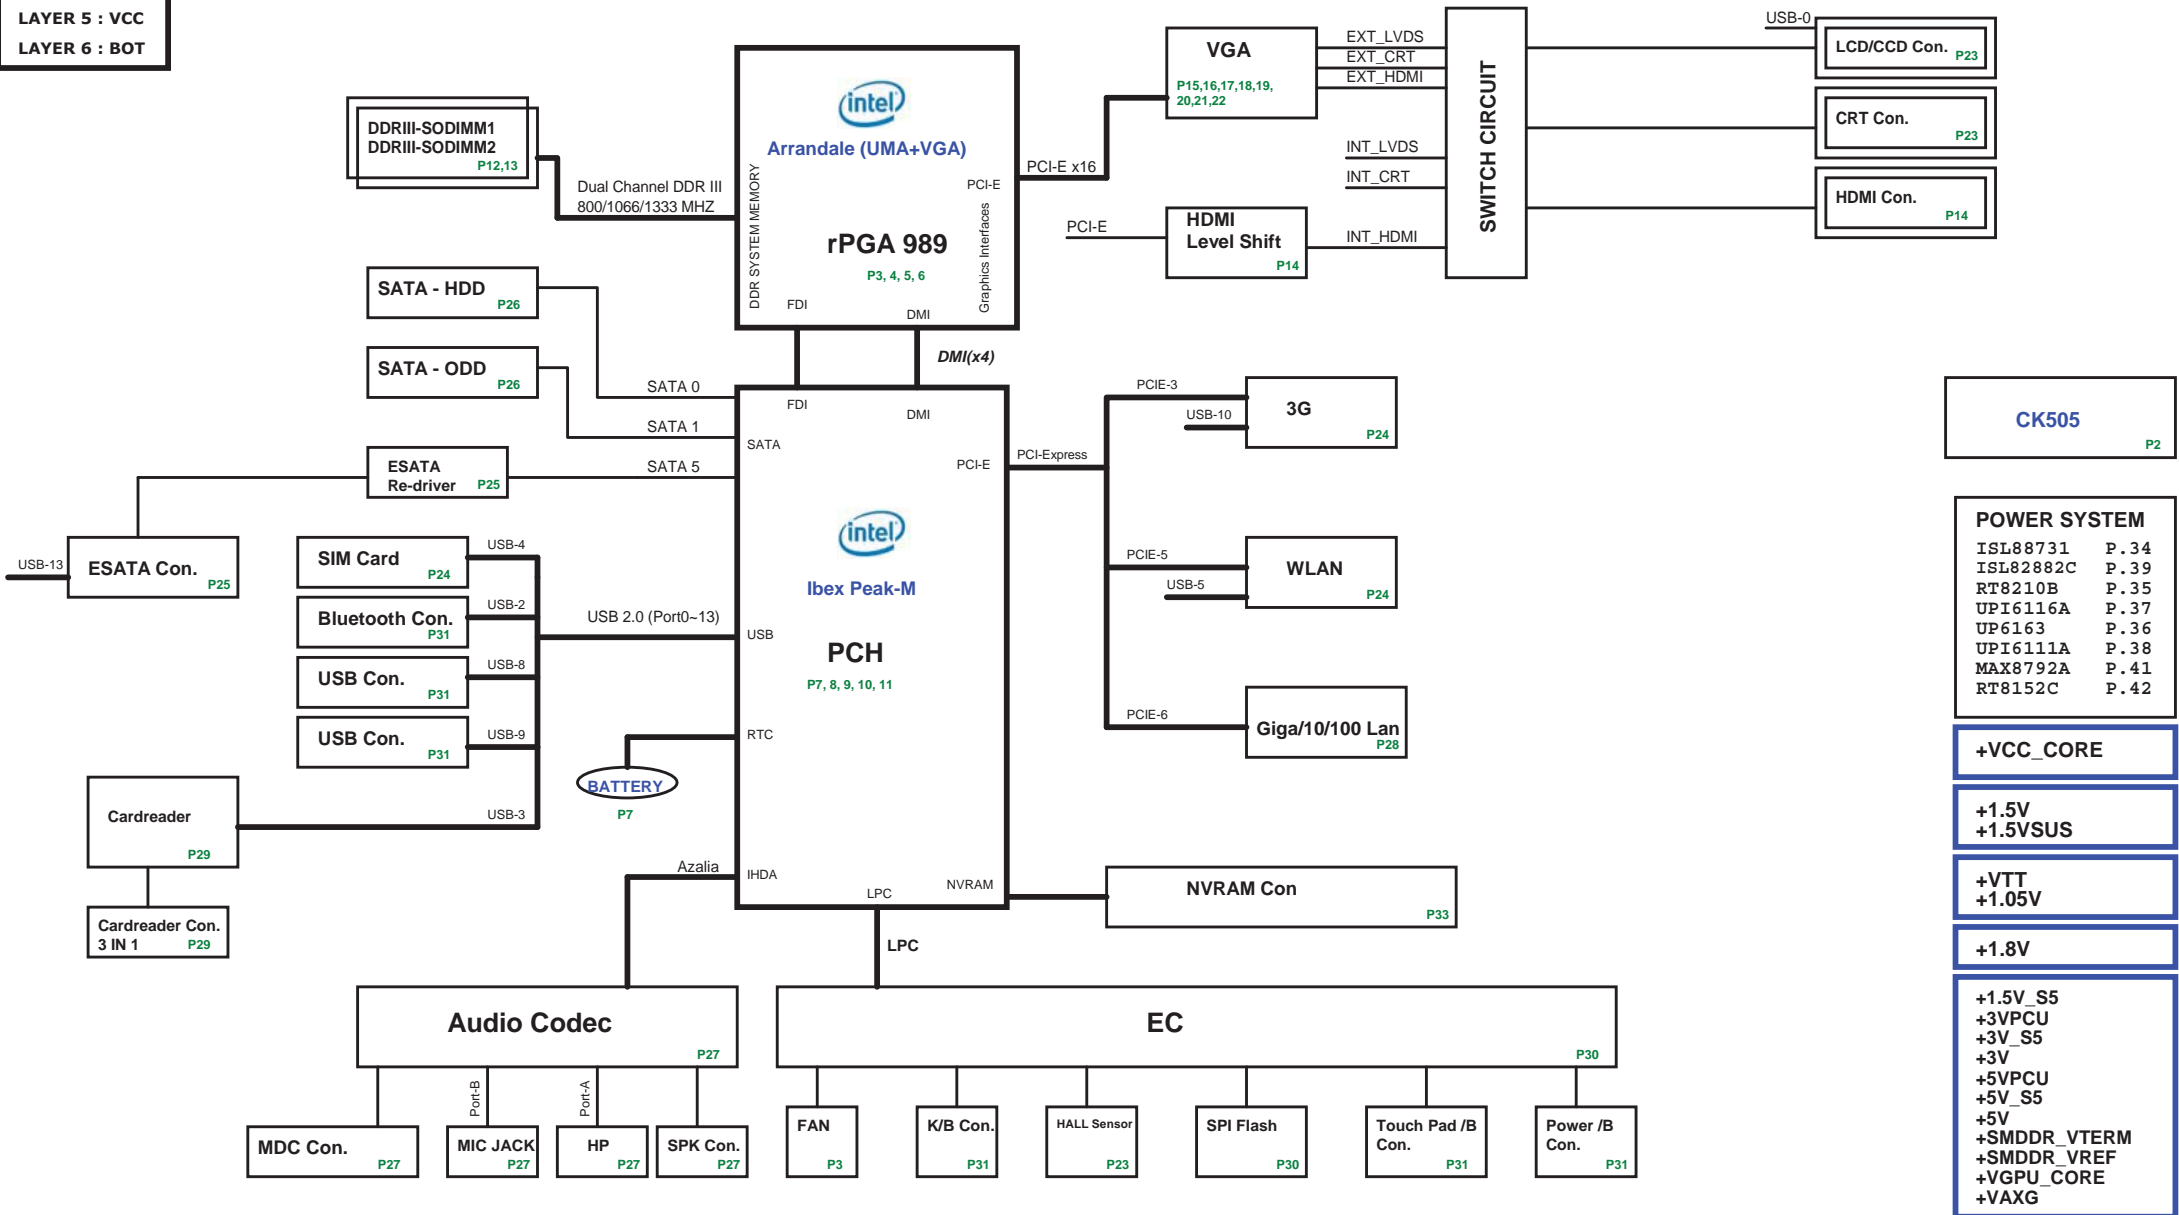 LAYER 5 : VCC
LAYER 6 : BOT
DDRIII-SODIMM1
DDRIII-SODIMM2
P12,13
Dual Channel DDR III
800/1066/1333 MHZ
intel
Arrandale (UMA+VGA)
DDR SYSTEM MEMORY
PCI-E
Graphics Interfaces
rPGA 989
P3, 4, 5, 6
FDI
DMI
PCI-E x16
VGA
P15,16,17,18,19,
20,21,22
EXT_LVDS
EXT_CRT
EXT_HDMI
INT_LVDS
INT_CRT
INT_HDMI
PCI-E
HDMI
Level Shift
P14
SWITCH CIRCUIT
USB-0
LCD/CCD Con.
P23
CRT Con.
P23
HDMI Con.
P14
SATA - HDD
P26
SATA - ODD
P26
SATA 0
SATA 1
SATA 5
ESATA
Re-driver
P25
USB-13
ESATA Con.
P25
DMI(x4)
FDI
DMI
SATA
PCI-E
intel
Ibex Peak-M
PCH
P7, 8, 9, 10, 11
USB
RTC
IHDA
LPC
NVRAM
SIM Card
P24
USB-4
Bluetooth Con.
P31
USB-2
USB Con.
P31
USB-8
USB Con.
P31
USB-9
USB 2.0 (Port0~13)
Cardreader
P29
USB-3
Cardreader Con.
3 IN 1
P29
BATTERY
P7
Azalia
PCI-Express
PCIE-3
USB-10
3G
P24
PCIE-5
USB-5
WLAN
P24
PCIE-6
Giga/10/100 Lan
P28
NVRAM Con
P33
LPC
Audio Codec
P27
Port-B
Port-A
MDC Con.
P27
MIC JACK
P27
HP
P27
SPK Con.
P27
EC
P30
FAN
P3
K/B Con.
P31
HALL Sensor
P23
SPI Flash
P30
Touch Pad /B
Con.
P31
Power /B
Con.
P31
CK505
P2
POWER SYSTEM
ISL88731 P.34
ISL82882C P.39
RT8210B P.35
UPI6116A P.37
UP6163 P.36
UPI6111A P.38
MAX8792A P.41
RT8152C P.42
+VCC_CORE
+1.5V
+1.5VSUS
+VTT
+1.05V
+1.8V
+1.5V_S5
+3VPCU
+3V_S5
+3V
+5VPCU
+5V_S5
+5V
+SMDDR_VTERM
+SMDDR_VREF
+VGPU_CORE
+VAXG